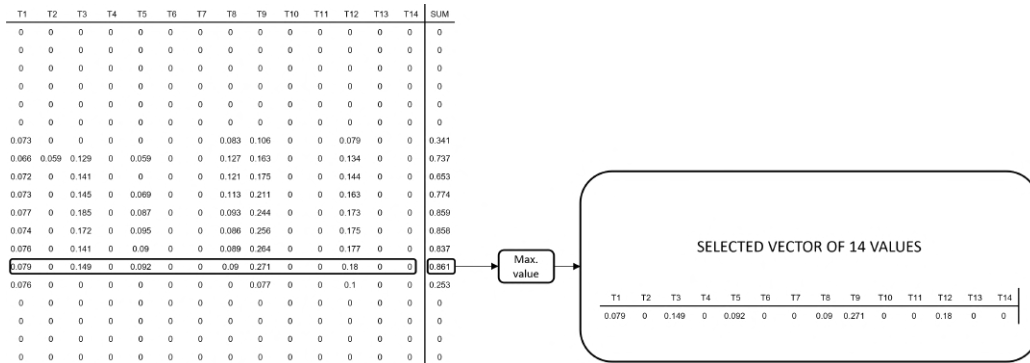 T1 T2 T3 T4 T5 T6 T7 T8 T9 T10 T11 T12 T13 T14 SUM
0 0 0 0 0 0 0 0 0 0 0 0 0 0 0
0 0 0 0 0 0 0 0 0 0 0 0 0 0 0
0 0 0 0 0 0 0 0 0 0 0 0 0 0 0
0 0 0 0 0 0 0 0 0 0 0 0 0 0 0
0 0 0 0 0 0 0 0 0 0 0 0 0 0 0
0 0 0 0 0 0 0 0 0 0 0 0 0 0 0
0.073 0 0 0 0 0 0 0.083 0.106 0 0 0.079 0 0 0.341
0.066 0.059 0.129 0 0.059 0 0 0.127 0.163 0 0 0.134 0 0 0.737
0.072 0 0.141 0 0 0 0 0.121 0.175 0 0 0.144 0 0 0.653
0.073 0 0.145 0 0.069 0 0 0.113 0.211 0 0 0.163 0 0 0.774
0.077 0 0.185 0 0.087 0 0 0.093 0.244 0 0 0.173 0 0 0.859
0.074 0 0.172 0 0.095 0 0 0.086 0.256 0 0 0.175 0 0 0.858
0.076 0 0.141 0 0.09 0 0 0.089 0.264 0 0 0.177 0 0 0.837
0.079 0 0.149 0 0.092 0 0 0.09 0.271 0 0 0.18 0 0 0.861
0.076 0 0 0 0 0 0 0 0.077 0 0 0.1 0 0 0.253
0 0 0 0 0 0 0 0 0 0 0 0 0 0 0
0 0 0 0 0 0 0 0 0 0 0 0 0 0 0
0 0 0 0 0 0 0 0 0 0 0 0 0 0 0
0 0 0 0 0 0 0 0 0 0 0 0 0 0 0
Max.
value
SELECTED VECTOR OF 14 VALUES
T1 T2 T3 T4 T5 T6 T7 T8 T9 T10 T11 T12 T13 T14
0.079 0 0.149 0 0.092 0 0 0.09 0.271 0 0 0.18 0 0